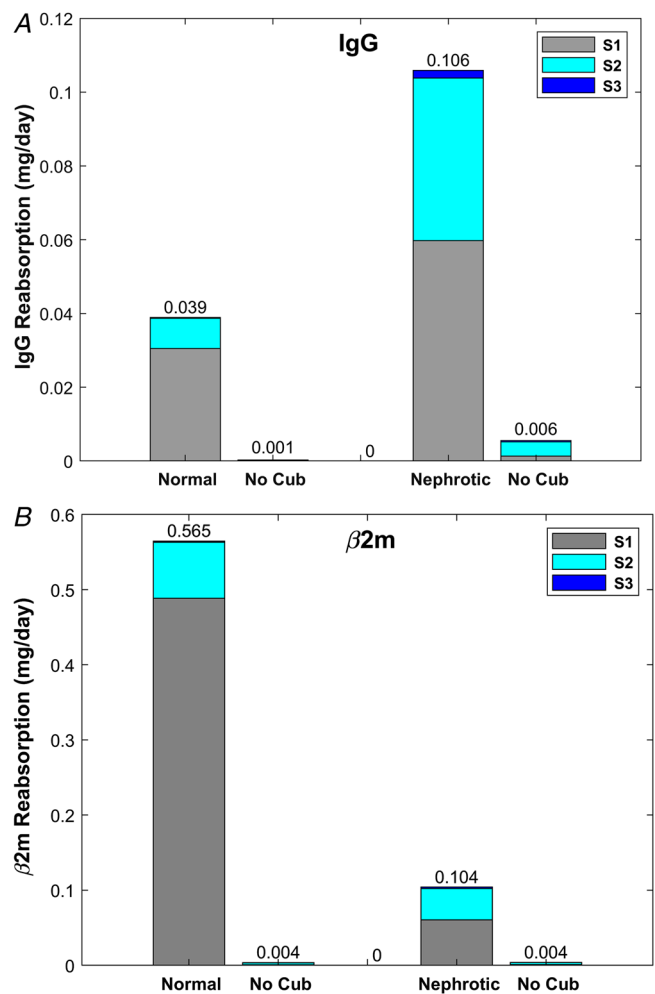 A
IgG
IgG Reabsorption (mg/day)
0.12
0.1
0.08
0.06
0.04
0.02
0
S1
S2
S3
0.039
0.001
0
0.106
0.006
Normal
No Cub
Nephrotic
No Cub
B
β2m
β2m Reabsorption (mg/day)
0.6
0.5
0.4
0.3
0.2
0.1
0
S1
S2
S3
0.565
0.004
0
0.104
0.004
Normal
No Cub
Nephrotic
No Cub